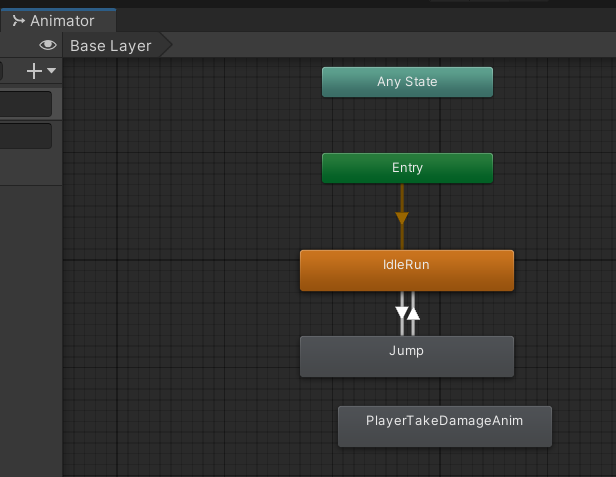 Animator
Base Layer
Any State
Entry
IdleRun
Jump
PlayerTakeDamageAnim